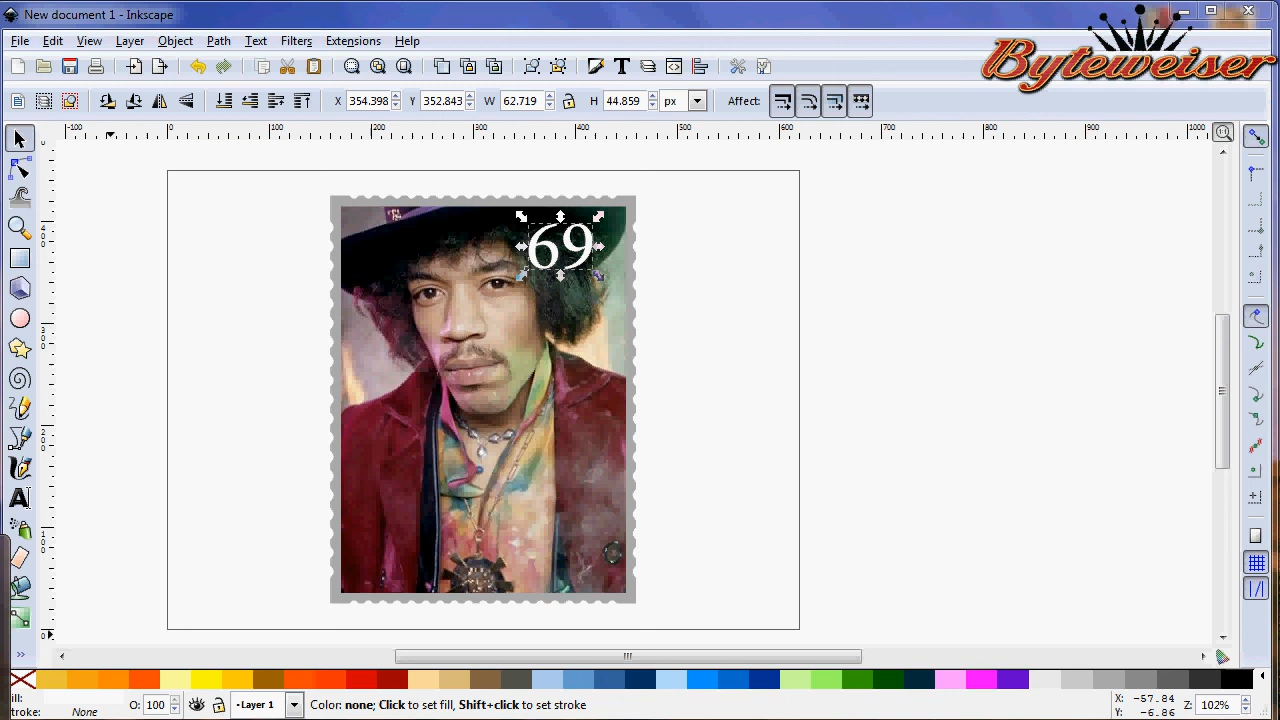 New document 1 - Inkscape
Byteweiser
File Edit View Layer Object Path Text Filters Extensions Help
X 354.398 Y 352.843 W 62.719 H 44.859 px Affect:
-100 0 100 200 300 400 500 600 700 800 900 1000
69
Fill:
Stroke: None
O: 100
•Layer 1
Color: none; Click to set fill, Shift+click to set stroke
X: -57.84
Y: -6.86
Z: 102%